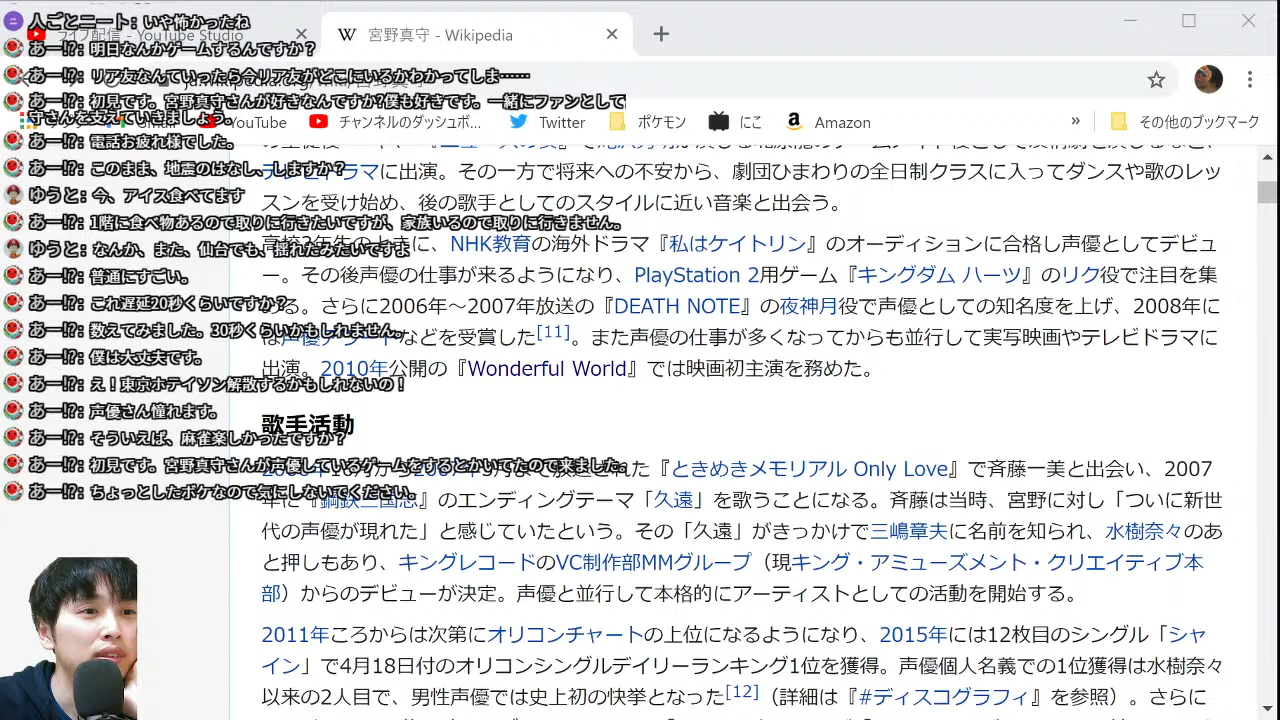 人ごとニート: いや怖かったね
ライブ配信 - YouTube Studio
宮野真守 - Wikipedia
あー!?: 明日なんかゲームするんですか？
あー!?: リア友なんていったら今リア友がどこにいるかわかってしま……
あー!?: 初見です。宮野真守さんが好きなんですか?僕も好きです。一緒にファンとして
守さんを支えていきましょう。
YouTube
チャンネルのダッシュボ...
Twitter
ポケモン
にこ
Amazon
»
その他のブックマーク
あー!?: 電話お疲れ様でした。
あー!?: このまま、地震のはなし、しますか？
ゆうと: 今、アイス食べてます
あー!?: 1階に食べ物あるので取りに行きたいですが、家族いるので取りに行きません。
ゆうと: なんか、また、仙台でも、揺れたみたいですよ
あー!?: 普通にすごい。
あー!?: これ遅延20秒くらいですか？
あー!?: 数えてみました。30秒くらいかもしれません。
あー!?: 僕は大丈夫です。
あー!?: え！東京ホテイソン解散するかもしれないの！
あー!?: 声優さん憧れます。
あー!?: そういえば、麻雀楽しかったですか？
あー!?: 初見です。宮野真守さんが声優しているゲームをするとかいてたので来ました。
あー!?: ちょっとしたボケなので気にしないでください。
テレビドラマに出演。その一方で将来への不安から、劇団ひまわりの全日制クラスに入ってダンスや歌のレッ
スンを受け始め、後の歌手としてのスタイルに近い音楽と出会う。
に、NHK教育の海外ドラマ『私はケイトリン』のオーディションに合格し声優としてデビュ
ー。その後声優の仕事が来るようになり、PlayStation 2用ゲーム『キングダム ハーツ』のリク役で注目を集
める。さらに2006年～2007年放送の『DEATH NOTE』の夜神月役で声優としての知名度を上げ、2008年に
は声優アワードなどを受賞した[11]。また声優の仕事が多くなってからも並行して実写映画やテレビドラマに
出演。2010年公開の『Wonderful World』では映画初主演を務めた。
歌手活動
れた『ときめきメモリアル Only Love』で斉藤一美と出会い、2007
年に『鋼鉄三国志』のエンディングテーマ「久遠」を歌うことになる。斉藤は当時、宮野に対し「ついに新世
代の声優が現れた」と感じていたという。その「久遠」がきっかけで三嶋章夫に名前を知られ、水樹奈々のあ
と押しもあり、キングレコードのVC制作部MMグループ（現キング・アミューズメント・クリエイティブ本
部）からのデビューが決定。声優と並行して本格的にアーティストとしての活動を開始する。
2011年ころからは次第にオリコンチャートの上位になるようになり、2015年には12枚目のシングル「シャ
イン」で4月18日付のオリコンシングルデイリーランキング1位を獲得。声優個人名義での1位獲得は水樹奈々
以来の2人目で、男性声優では史上初の快挙となった[12]（詳細は『#ディスコグラフィ』を参照）。さらに